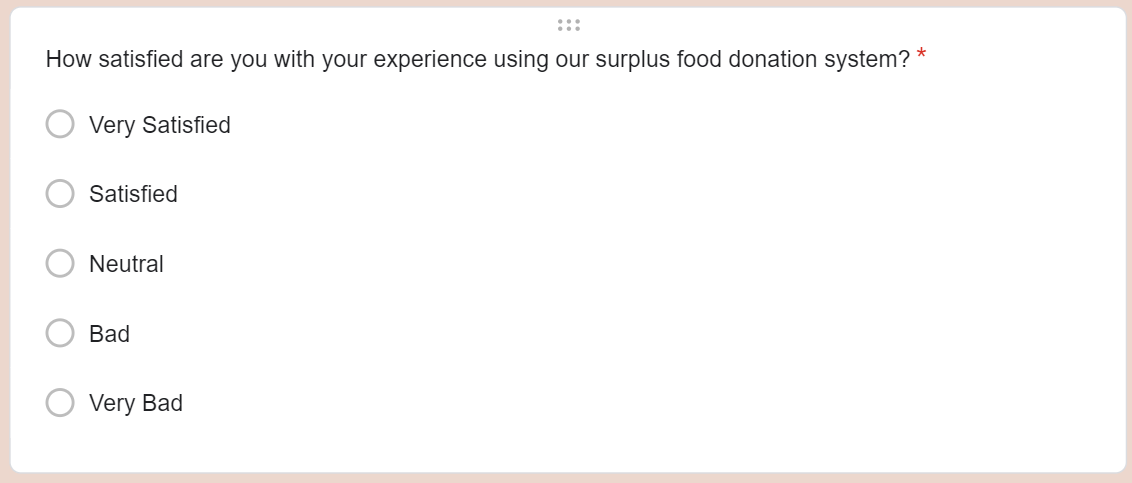 How satisfied are you with your experience using our surplus food donation system? *
Very Satisfied
Satisfied
Neutral
Bad
Very Bad